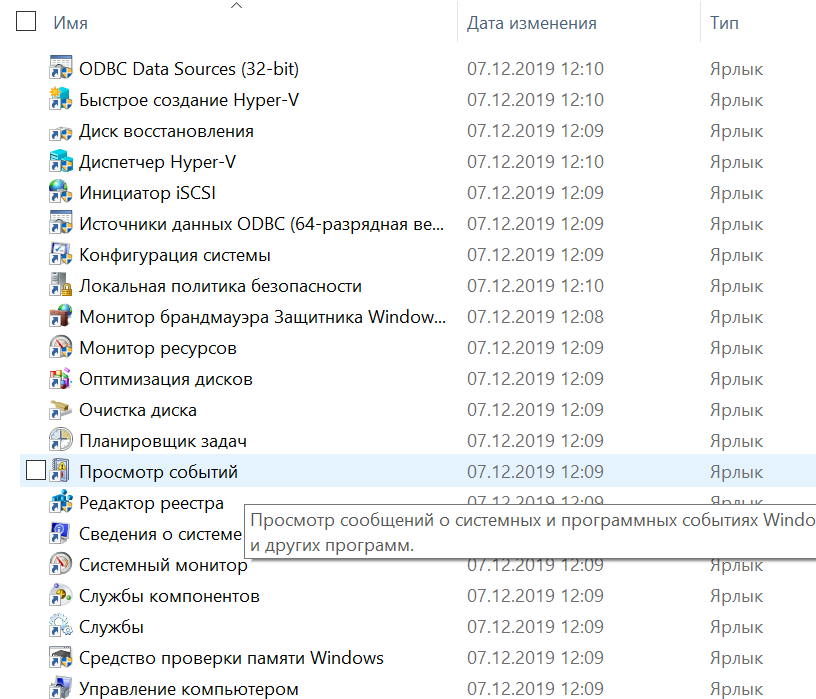 Имя Дата изменения Тип
ODBC Data Sources (32-bit) 07.12.2019 12:10 Ярлык
Быстрое создание Hyper-V 07.12.2019 12:10 Ярлык
Диск восстановления 07.12.2019 12:09 Ярлык
Диспетчер Hyper-V 07.12.2019 12:10 Ярлык
Инициатор iSCSI 07.12.2019 12:09 Ярлык
Источники данных ODBC (64-разрядная ве... 07.12.2019 12:09 Ярлык
Конфигурация системы 07.12.2019 12:09 Ярлык
Локальная политика безопасности 07.12.2019 12:10 Ярлык
Монитор брандмауэра Защитника Window... 07.12.2019 12:08 Ярлык
Монитор ресурсов 07.12.2019 12:09 Ярлык
Оптимизация дисков 07.12.2019 12:09 Ярлык
Очистка диска 07.12.2019 12:09 Ярлык
Планировщик задач 07.12.2019 12:09 Ярлык
Просмотр событий 07.12.2019 12:09 Ярлык
Редактор реестра 07.12.2019 12:09 Ярлык
Просмотр сообщений о системных и программных событиях Windo
Сведения о системе
и других программ.
Системный монитор 07.12.2019 12:09 Ярлык
Службы компонентов 07.12.2019 12:09 Ярлык
Службы 07.12.2019 12:09 Ярлык
Средство проверки памяти Windows 07.12.2019 12:09 Ярлык
Управление компьютером 07.12.2019 12:09 Ярлык